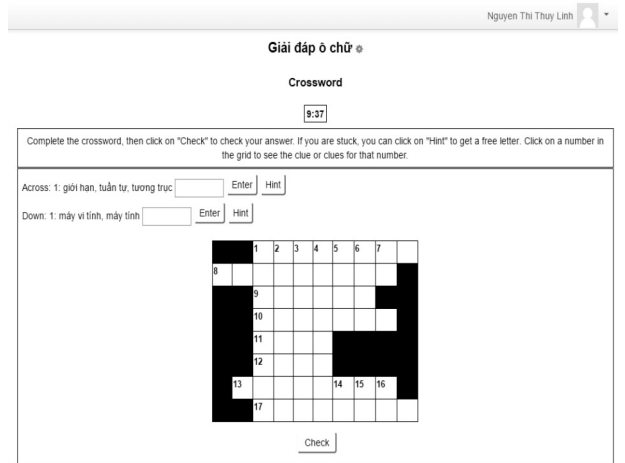 Nguyen Thi Thuy Linh
Giải đáp ô chữ
Crossword
9:37
Complete the crossword, then click on "Check" to check your answer. If you are stuck, you can click on "Hint" to get a free letter. Click on a number in
the grid to see the clue or clues for that number.
Across: 1: giới hạn, tuần tự, tương trục Enter Hint
Down: 1: máy vi tính, máy tính Enter Hint
1 2 3 4 5 6 7
8
9
10
11
12
13 14 15 16
17
Check